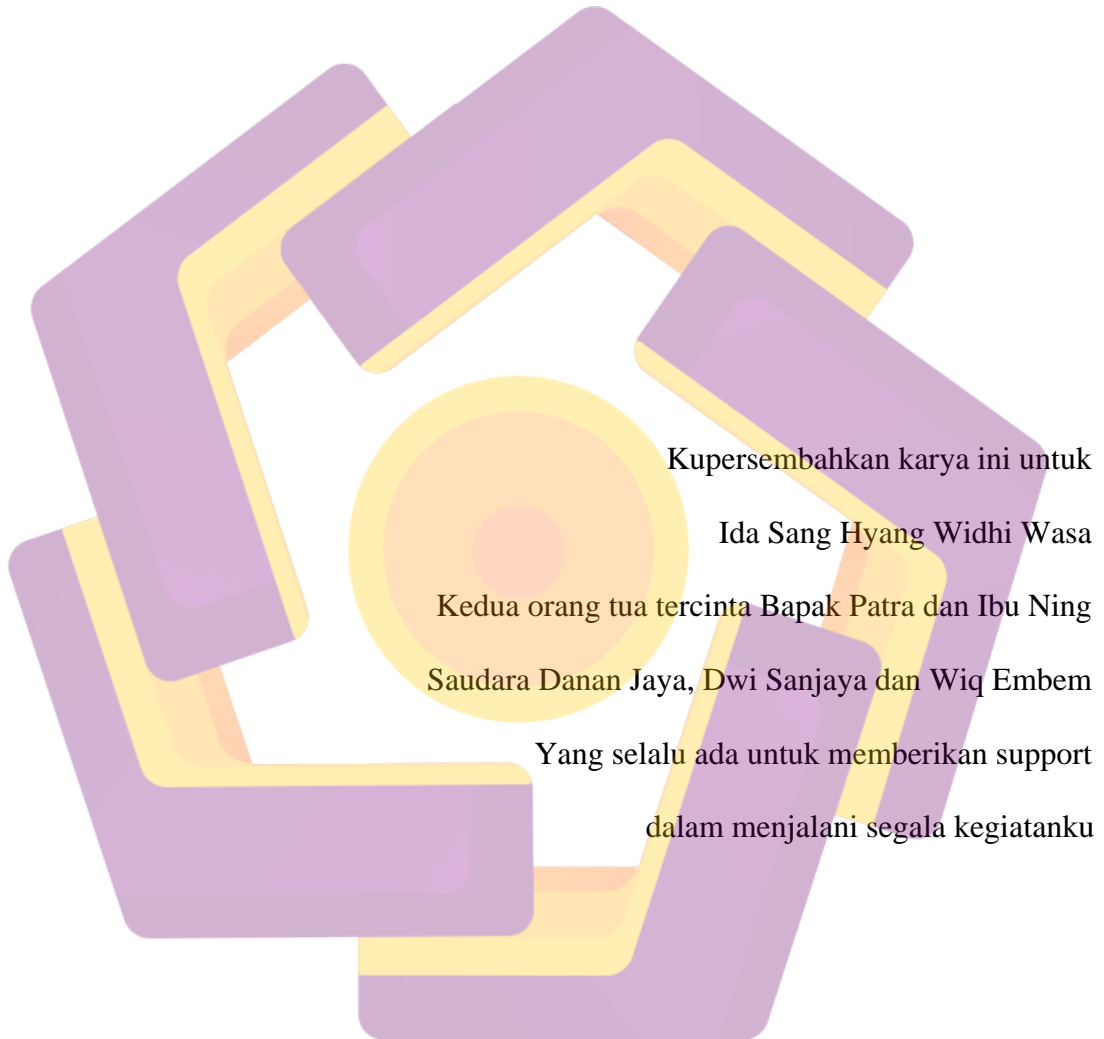 Kupersembahkan karya ini untuk
Ida Sang Hyang Widhi Wasa
Kedua orang tua tercinta Bapak Patra dan Ibu Ning
Saudara Danan Jaya, Dwi Sanjaya dan Wiq Embem
Yang selalu ada untuk memberikan support
dalam menjalani segala kegiatanku